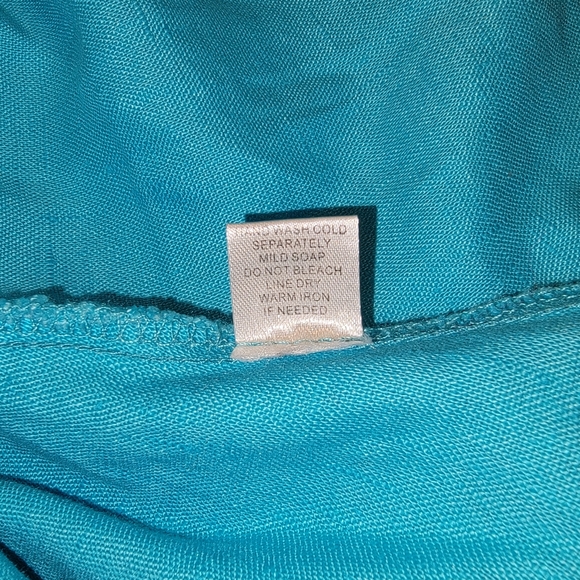 HAND WASH COLD
SEPARATELY
MILD SOAP
DO NOT BLEACH
LINE DRY
WARM IRON
IF NEEDED